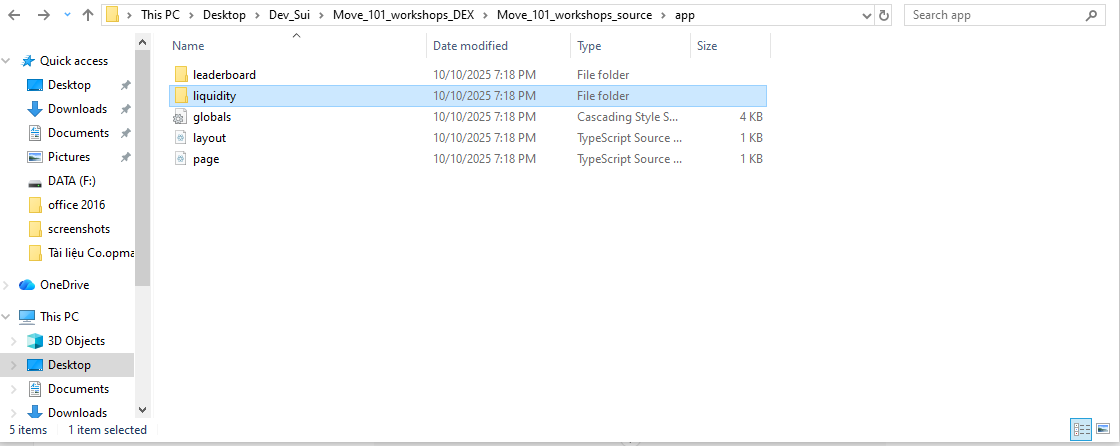 This PC > Desktop > Dev_Sui > Move_101_workshops_DEX > Move_101_workshops_source > app
Search app
Quick access
Desktop
Downloads
Documents
Pictures
DATA (F:)
office 2016
screenshots
Tài liệu Co.opma
OneDrive
This PC
3D Objects
Desktop
Documents
Downloads
Name Date modified Type Size
leaderboard 10/10/2025 7:18 PM File folder
liquidity 10/10/2025 7:18 PM File folder
globals 10/10/2025 7:18 PM Cascading Style S... 4 KB
layout 10/10/2025 7:18 PM TypeScript Source ... 1 KB
page 10/10/2025 7:18 PM TypeScript Source ... 1 KB
5 items 1 item selected